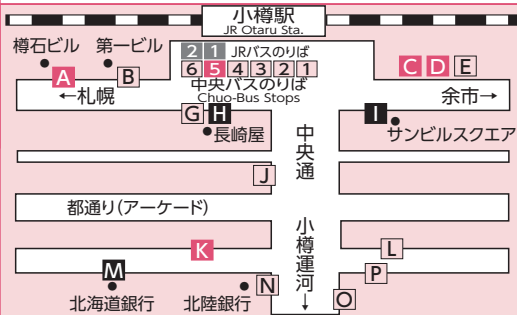 小樽駅
JR Otaru Sta.
樽石ビル 第一ビル
2 1 JRバスのりば
6 5 4 3 2 1
中央バスのりば
Chuo-Bus Stops
A B
C D E
←札幌
余市→
G H
I
長崎屋
サンビルスクエア
中央通
J
都通り(アーケード)
小樽運河→
K
L
M
N
P
O
北海道銀行
北陸銀行